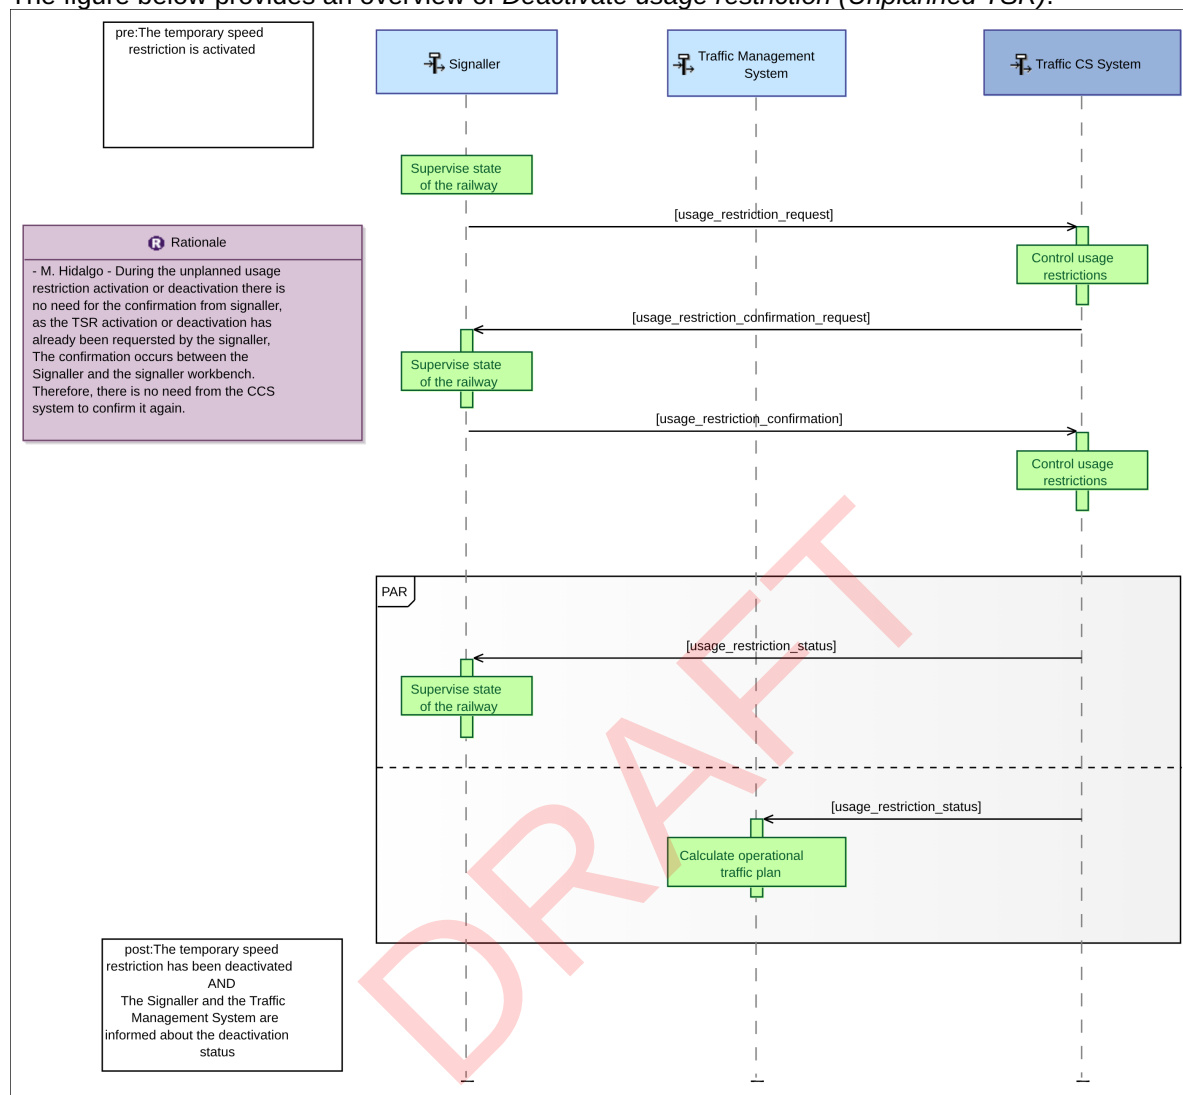 The figure below provides an overview of Deactivate usage restriction (Unplanned TSR).
pre:The temporary speed
restriction is activated
Signaller
Traffic Management
System
Traffic CS System
Supervise state
of the railway
[usage_restriction_request]
Rationale
- M. Hidalgo - During the unplanned usage
restriction activation or deactivation there is
no need for the confirmation from signaller,
as the TSR activation or deactivation has
already been requersted by the signaller,
The confirmation occurs between the
Signaller and the signaller workbench.
Therefore, there is no need from the CCS
system to confirm it again.
Control usage
restrictions
[usage_restriction_confirmation_request]
Supervise state
of the railway
[usage_restriction_confirmation]
Control usage
restrictions
PAR
[usage_restriction_status]
Supervise state
of the railway
[usage_restriction_status]
Calculate operational
traffic plan
DRAFT
post:The temporary speed
restriction has been deactivated
AND
The Signaller and the Traffic
Management System are
informed about the deactivation
status